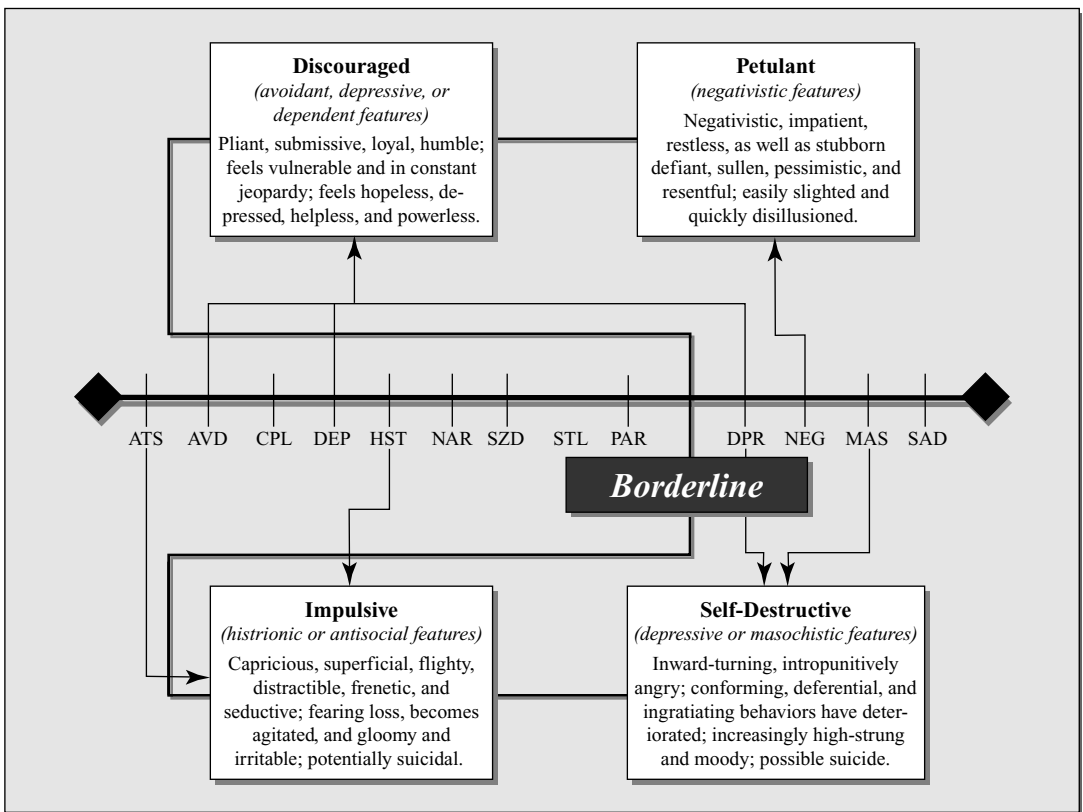 Discouraged
(avoidant, depressive, or
dependent features)
Pliant, submissive, loyal, humble;
feels vulnerable and in constant
jeopardy; feels hopeless, de-
pressed, helpless, and powerless.
Petulant
(negativistic features)
Negativistic, impatient,
restless, as well as stubborn
defiant, sullen, pessimistic, and
resentful; easily slighted and
quickly disillusioned.
ATS AVD CPL DEP HST NAR SZD STL PAR DPR NEG MAS SAD
Borderline
Impulsive
(histrionic or antisocial features)
Capricious, superficial, flighty,
distractible, frenetic, and
seductive; fearing loss, becomes
agitated, and gloomy and
irritable; potentially suicidal.
Self-Destructive
(depressive or masochistic features)
Inward-turning, intropunitively
angry; conforming, deferential, and
ingratiating behaviors have deter-
iorated; increasingly high-strung
and moody; possible suicide.